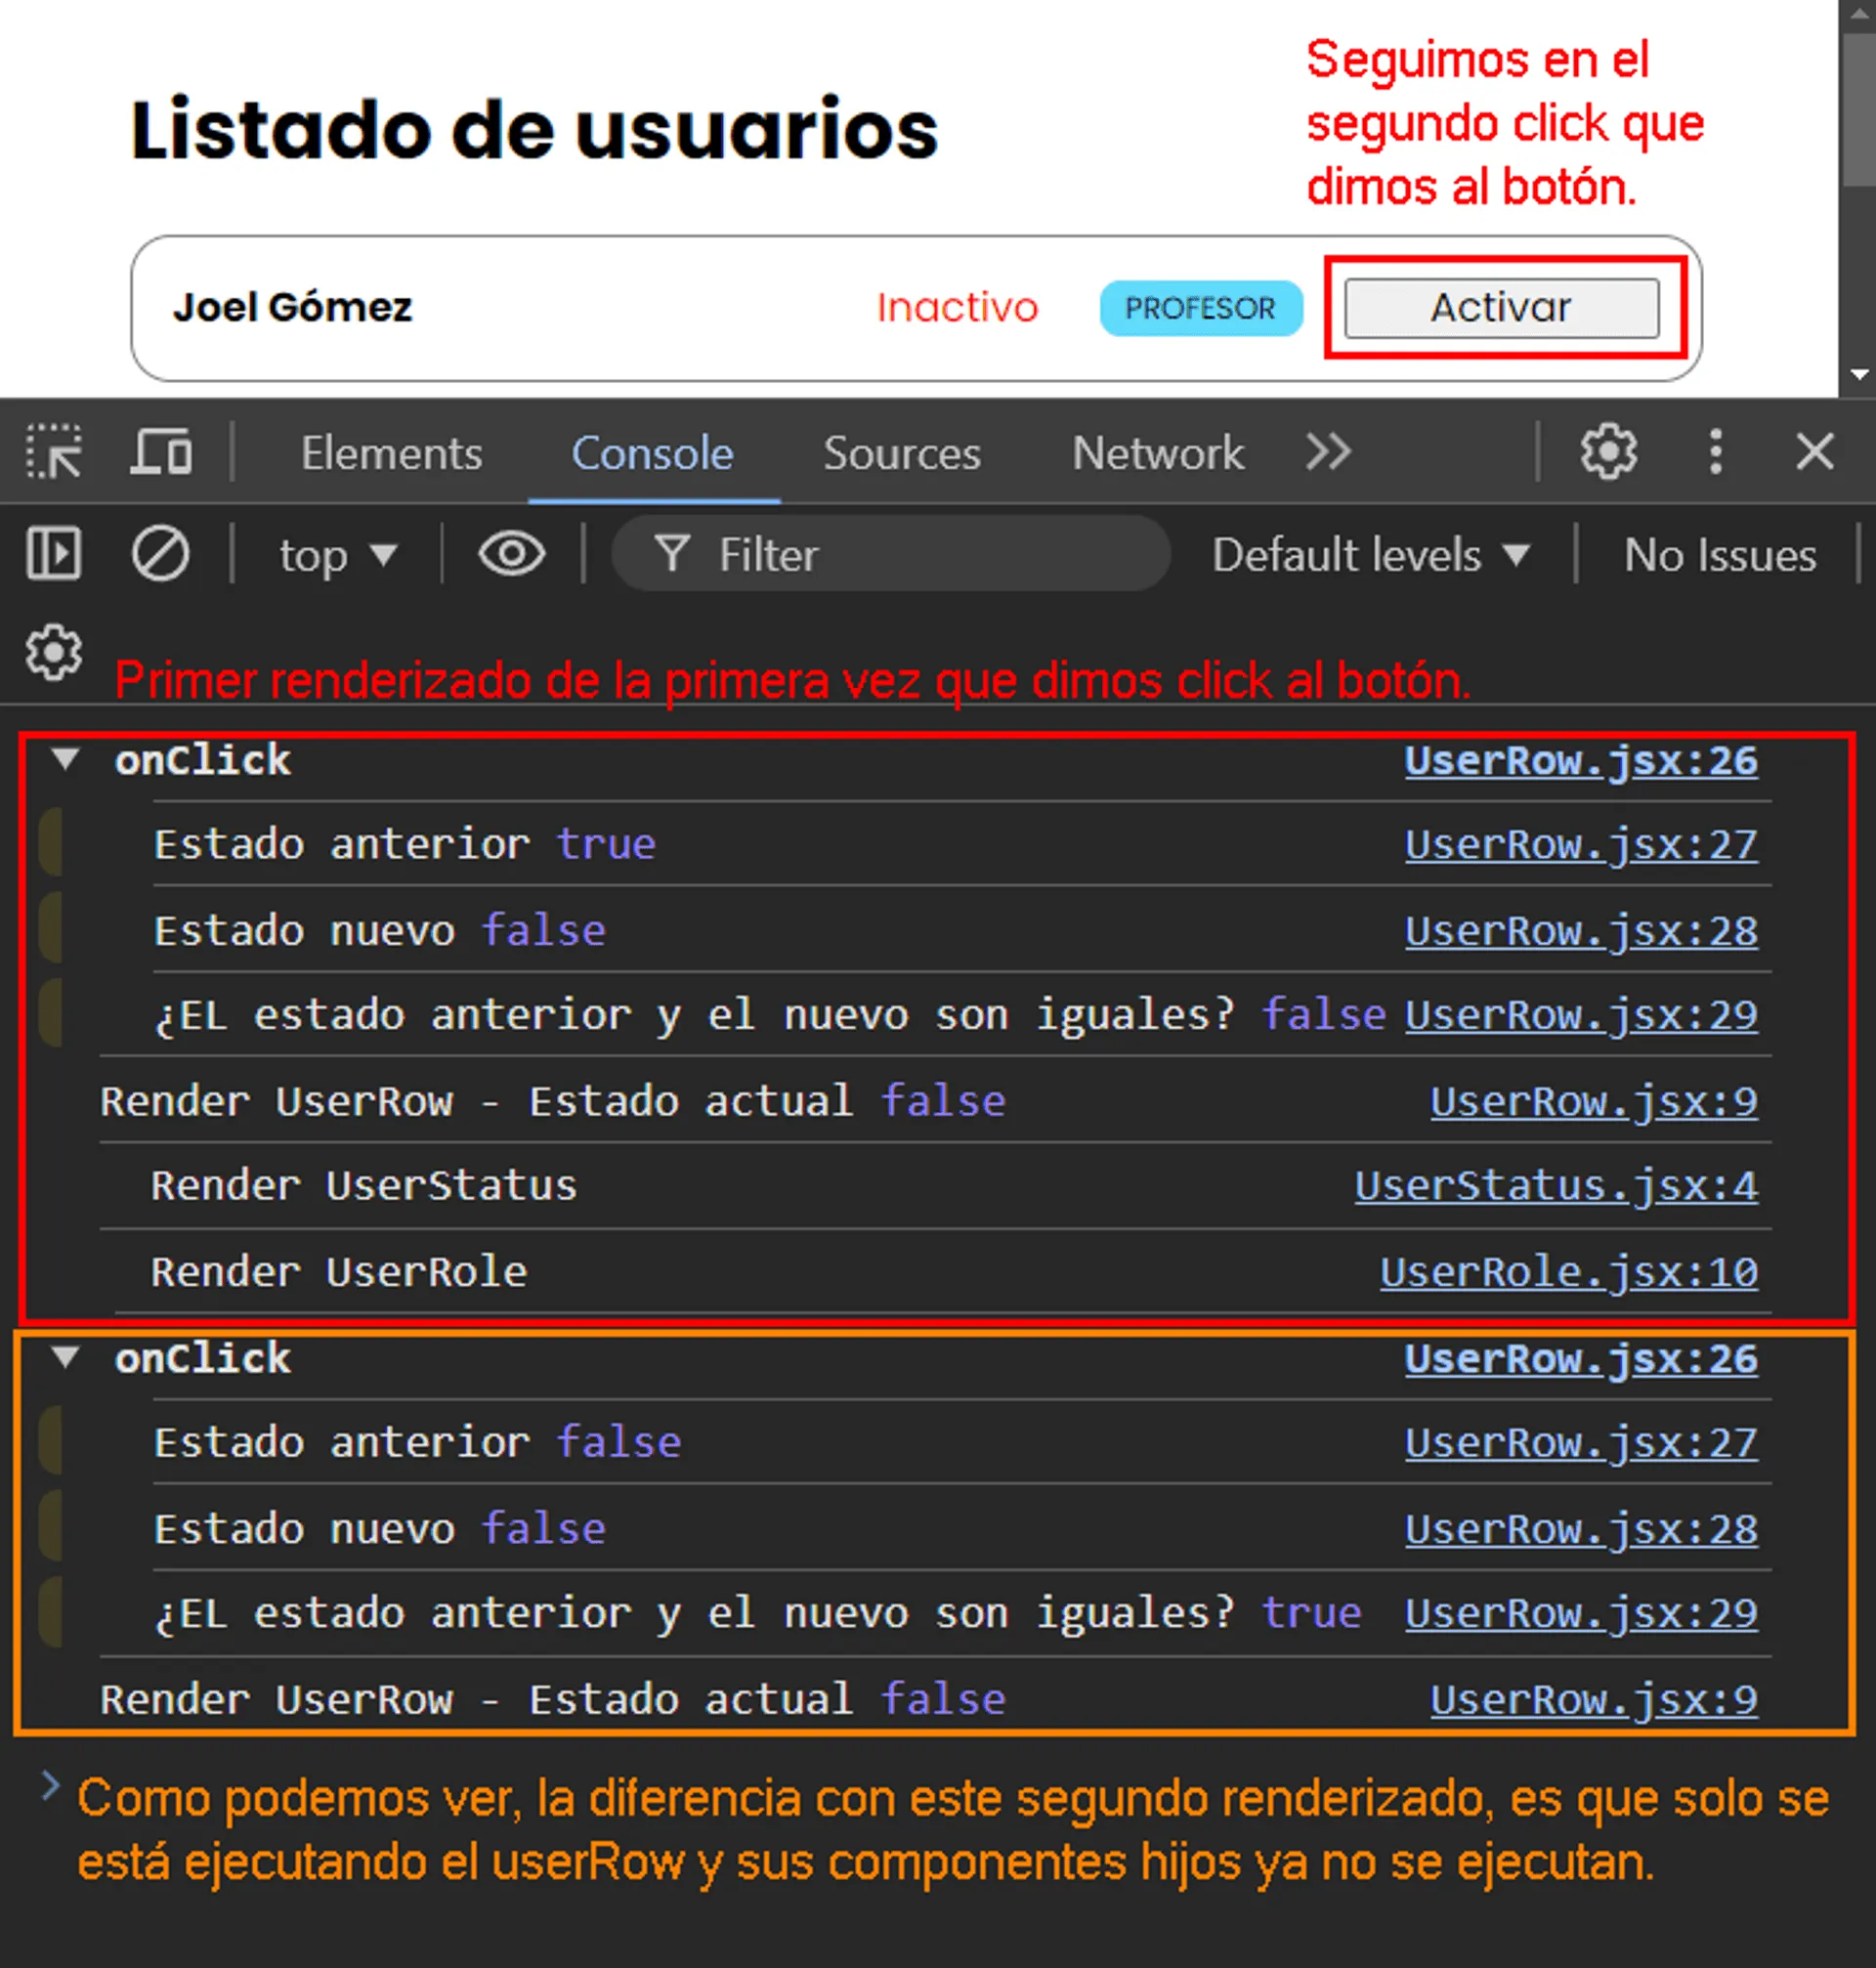 Seguimos en el
segundo click que
dimos al botón.
Listado de usuarios
Joel Gómez Inactivo PROFESOR Activar
Elements Console Sources Network
top Filter Default levels No Issues
Primer renderizado de la primera vez que dimos click al botón.
onClick UserRow.jsx:26
Estado anterior true UserRow.jsx:27
Estado nuevo false UserRow.jsx:28
¿EL estado anterior y el nuevo son iguales? false UserRow.jsx:29
Render UserRow - Estado actual false UserRow.jsx:9
Render UserStatus UserStatus.jsx:4
Render UserRole UserRole.jsx:10
onClick UserRow.jsx:26
Estado anterior false UserRow.jsx:27
Estado nuevo false UserRow.jsx:28
¿EL estado anterior y el nuevo son iguales? true UserRow.jsx:29
Render UserRow - Estado actual false UserRow.jsx:9
Como podemos ver, la diferencia con este segundo renderizado, es que solo se
está ejecutando el userRow y sus componentes hijos ya no se ejecutan.